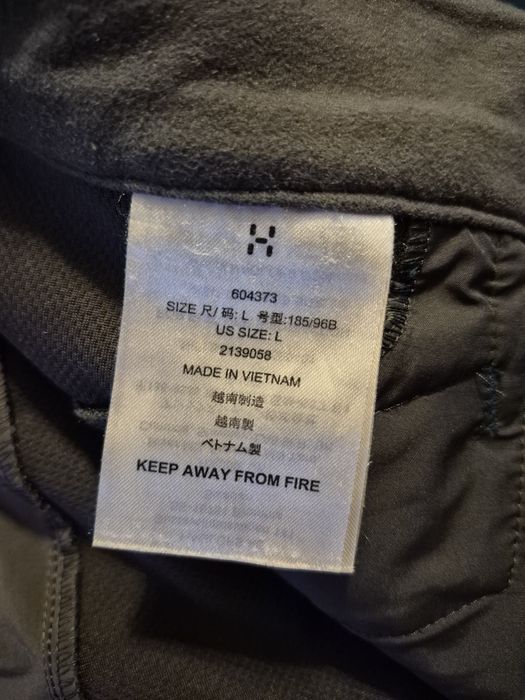 604373
SIZE 尺/ 码: L 号型:185/96B
US SIZE: L
2139058
MADE IN VIETNAM
越南制造
越南製
ベトナム製
KEEP AWAY FROM FIRE